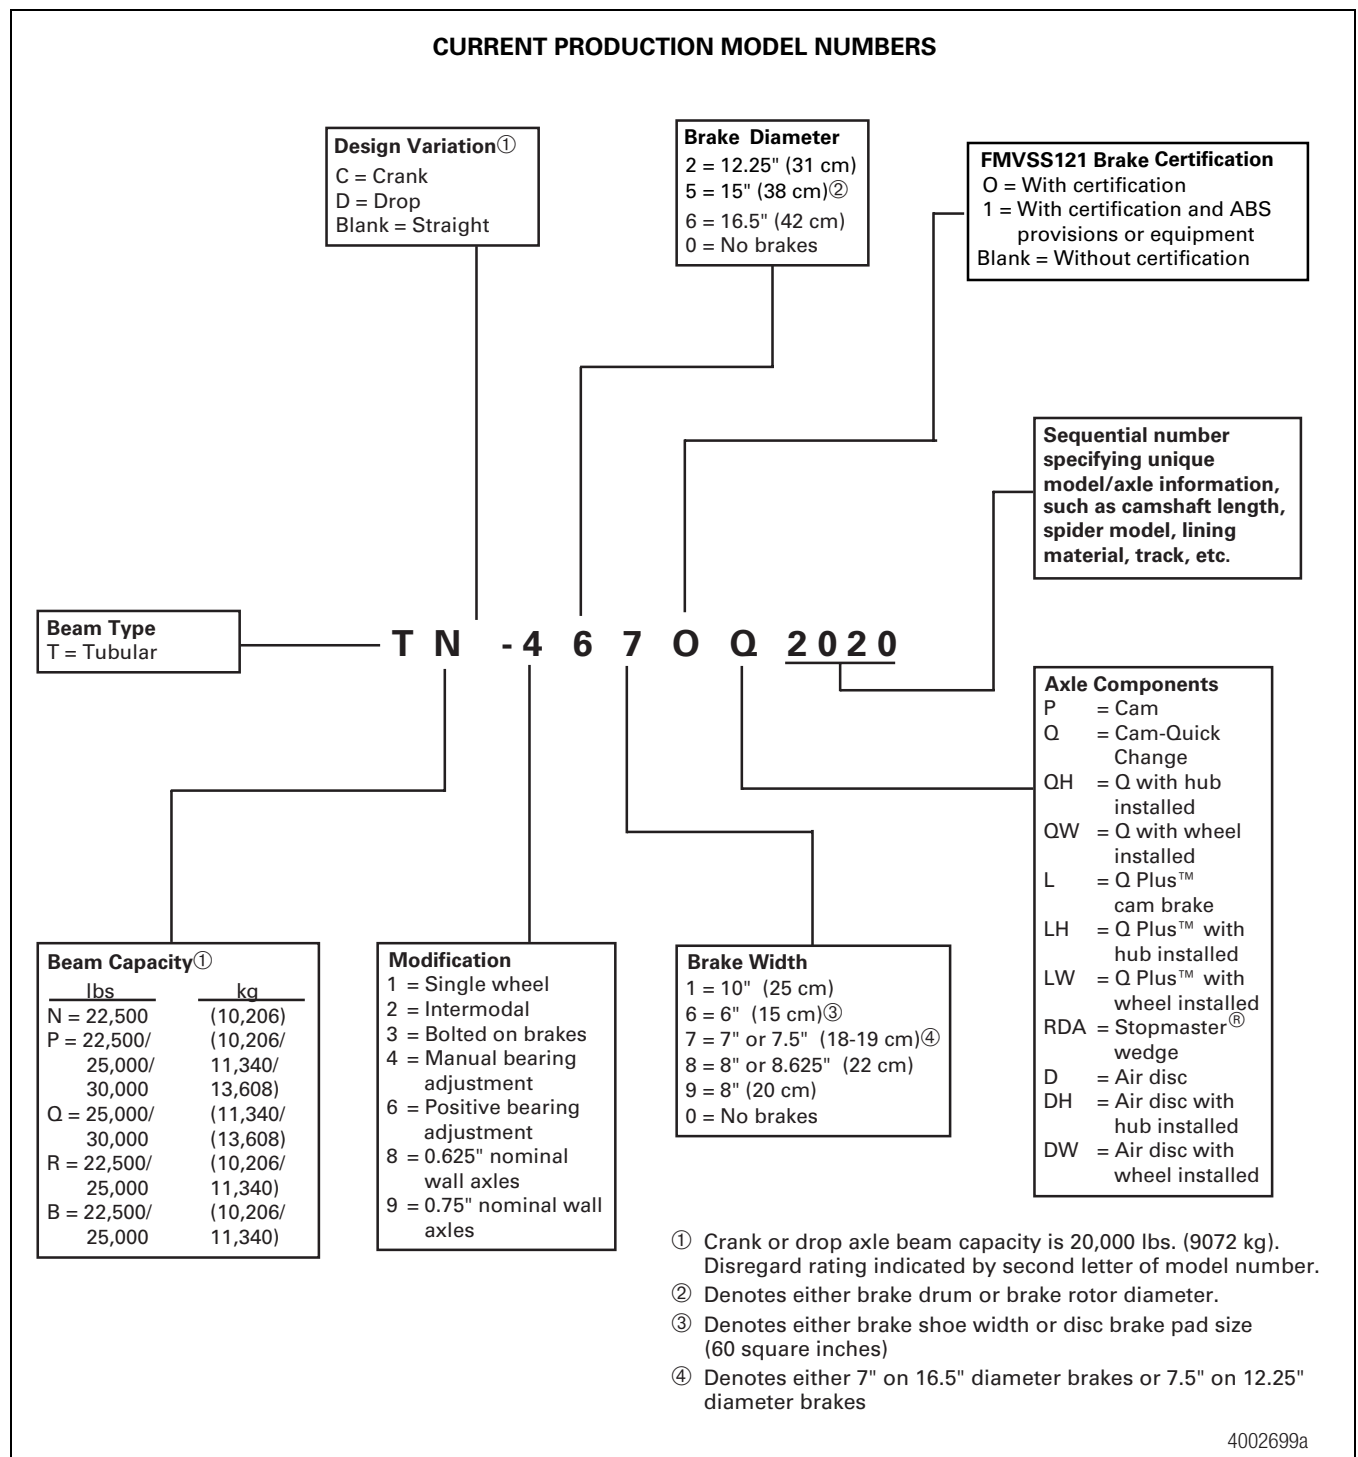 CURRENT PRODUCTION MODEL NUMBERS
Design Variation①
C = Crank
D = Drop
Blank = Straight
Brake Diameter
2 = 12.25" (31 cm)
5 = 15" (38 cm)②
6 = 16.5" (42 cm)
0 = No brakes
FMVSS121 Brake Certification
O = With certification
1 = With certification and ABS
provisions or equipment
Blank = Without certification
Sequential number
specifying unique
model/axle information,
such as camshaft length,
spider model, lining
material, track, etc.
Beam Type
T = Tubular
T N - 4 6 7 O Q 2020
Axle Components
P = Cam
Q = Cam-Quick
Change
QH = Q with hub
installed
QW = Q with wheel
installed
L = Q Plus™
cam brake
LH = Q Plus™ with
hub installed
LW = Q Plus™ with
wheel installed
RDA = Stopmaster®
wedge
D = Air disc
DH = Air disc with
hub installed
DW = Air disc with
wheel installed
Beam Capacity①
lbs kg
N = 22,500 (10,206)
P = 22,500/ (10,206/
25,000/ 11,340/
30,000 13,608)
Q = 25,000/ (11,340/
30,000 (13,608)
R = 22,500/ (10,206/
25,000 11,340)
B = 22,500/ (10,206/
25,000 11,340)
Modification
1 = Single wheel
2 = Intermodal
3 = Bolted on brakes
4 = Manual bearing
adjustment
6 = Positive bearing
adjustment
8 = 0.625" nominal
wall axles
9 = 0.75" nominal wall
axles
Brake Width
1 = 10" (25 cm)
6 = 6" (15 cm)③
7 = 7" or 7.5" (18-19 cm)④
8 = 8" or 8.625" (22 cm)
9 = 8" (20 cm)
0 = No brakes
① Crank or drop axle beam capacity is 20,000 lbs. (9072 kg).
Disregard rating indicated by second letter of model number.
② Denotes either brake drum or brake rotor diameter.
③ Denotes either brake shoe width or disc brake pad size
(60 square inches)
④ Denotes either 7" on 16.5" diameter brakes or 7.5" on 12.25"
diameter brakes
4002699a